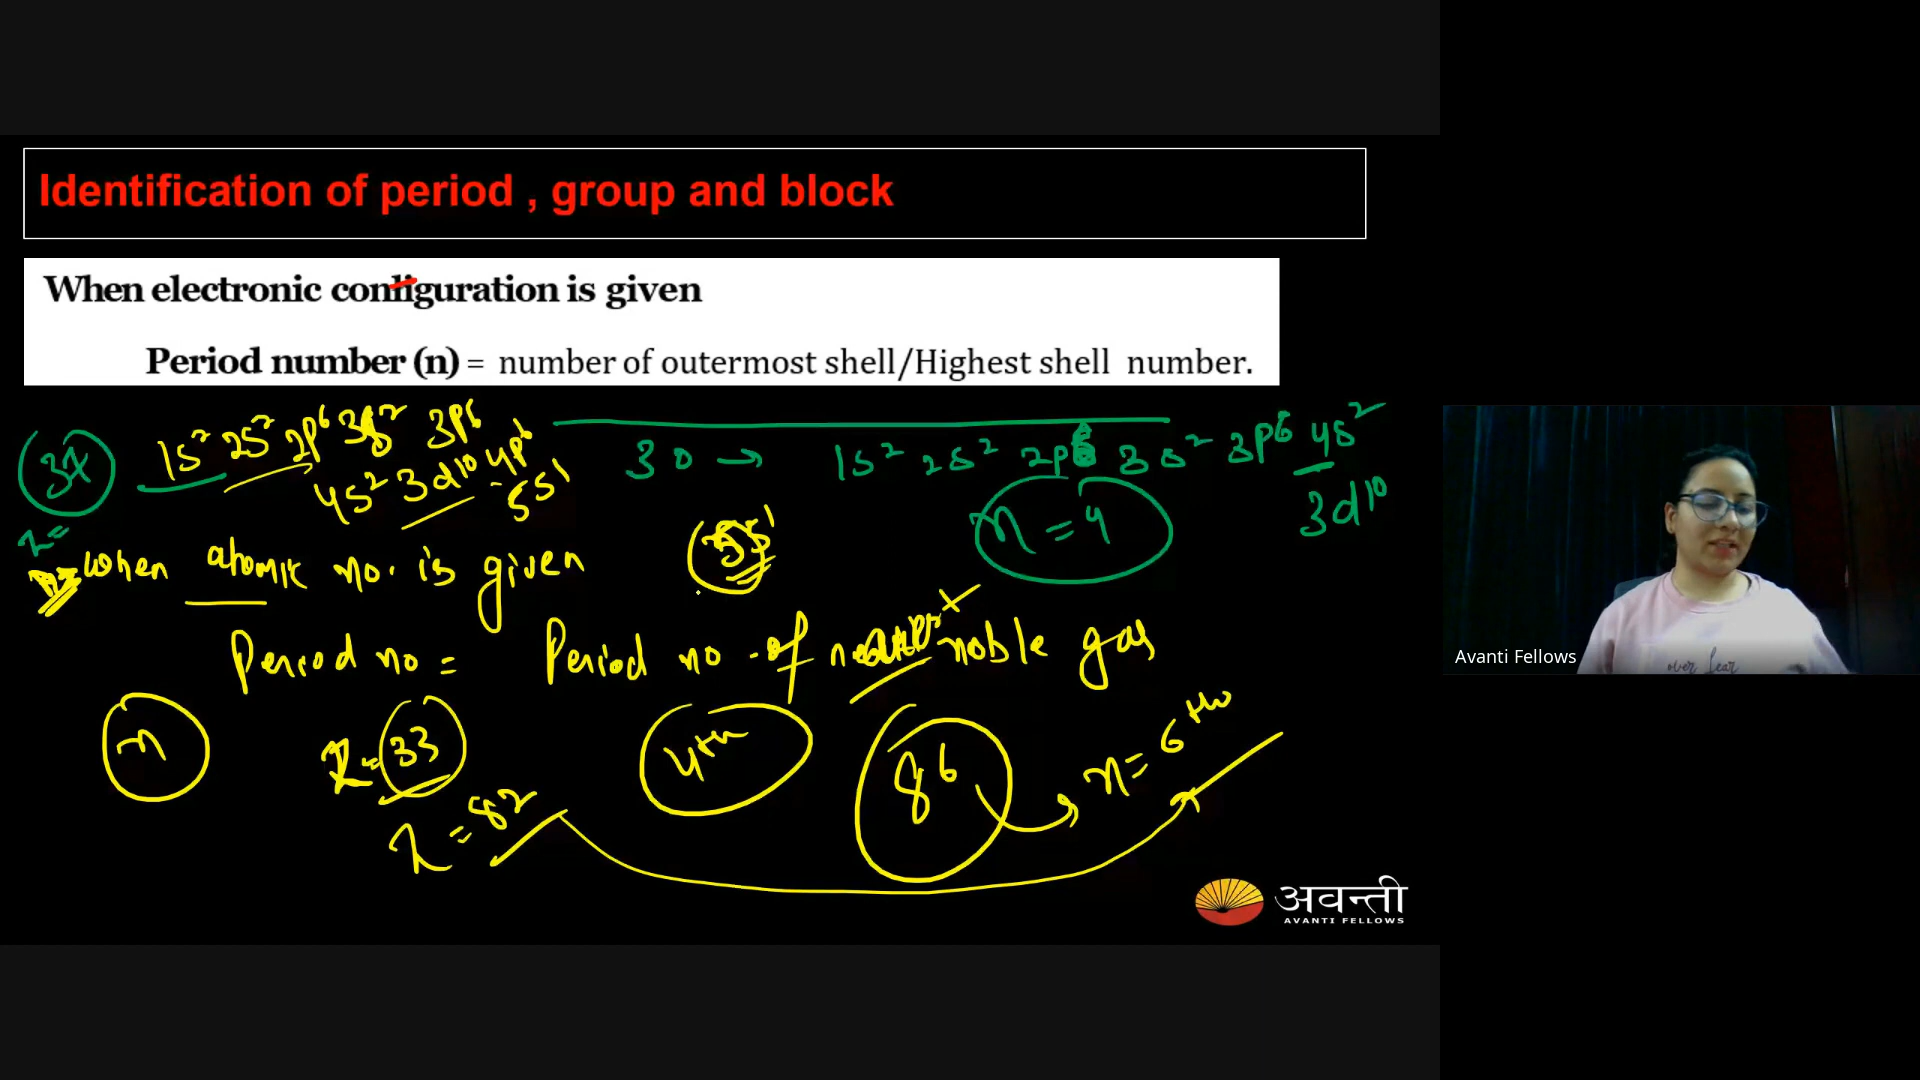 Identification of period , group and block
When electronic configuration is given
Period number (n) = number of outermost shell/Highest shell number.
1s² 2s² 2p⁶ 3s² 3p⁶
4s² 3d¹⁰ 4p⁶
5s¹
30 → 1s² 2s² 2p⁶ 3s² 3p⁶ 4s²
3d¹⁰
n = 4
Z=
When atomic no. is given
5s¹
Period no = Period no. of noble gas
n
Z = 33
4th
86
n = 6th
Z = 82
Avanti Fellows
अवन्ती
AVANTI FELLOWS
over fear